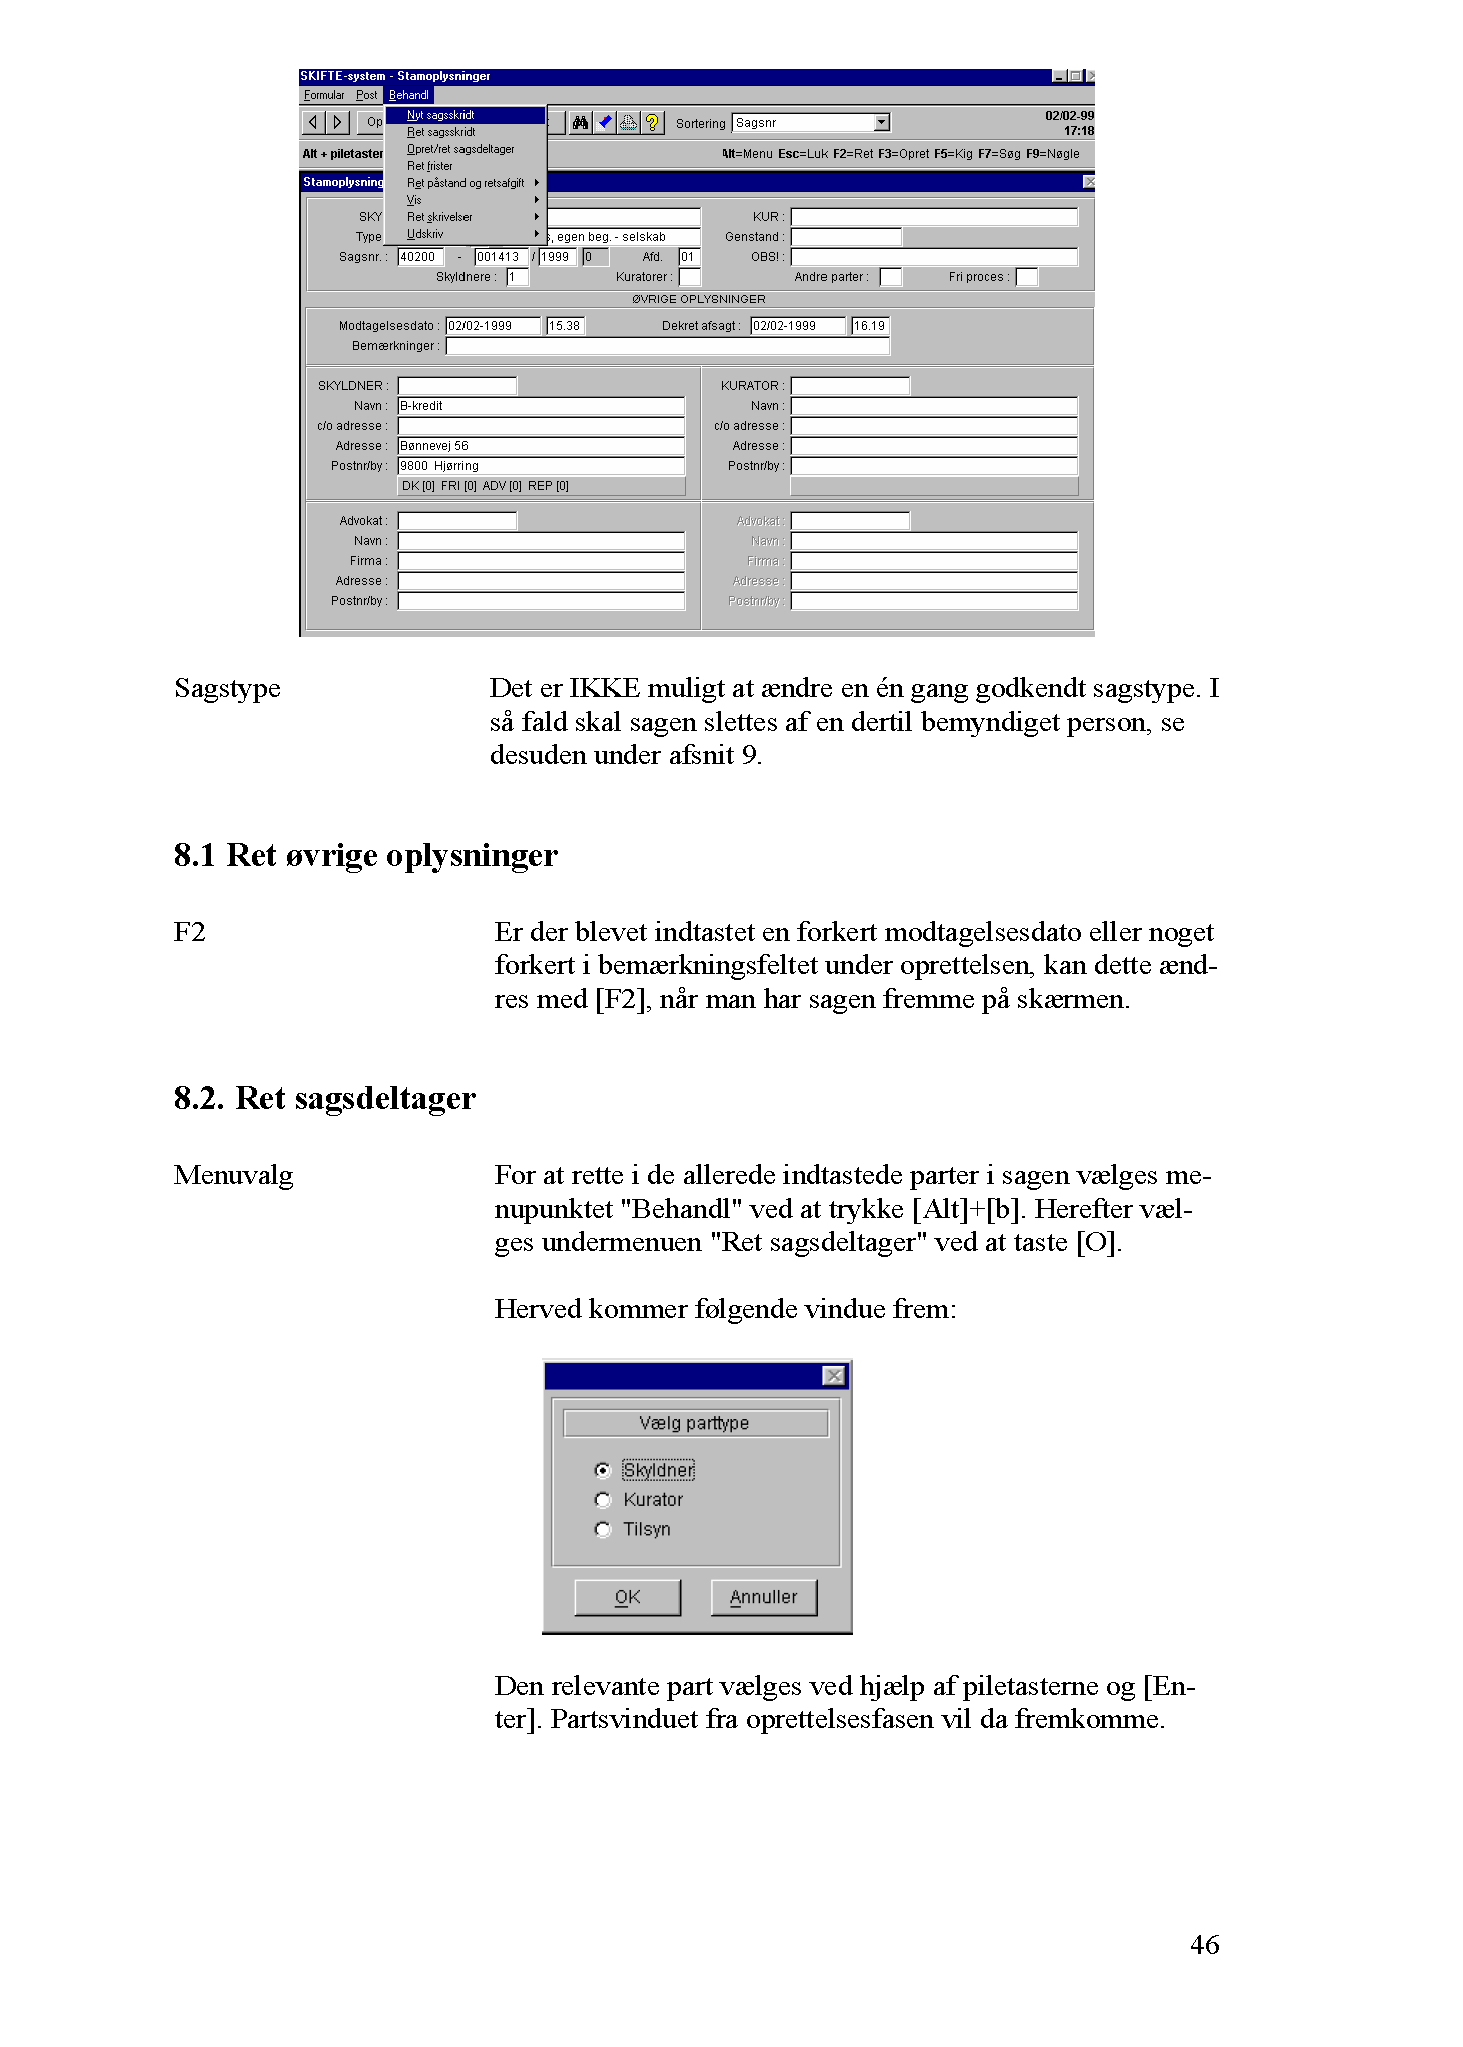 SKIFTE-system - Stamoplysninger
Formular Post Behandl
Nyt sagsskridt
Ret sagsskridt
Opret/ret sagsdeltager
Ret frister
Ret påstand og retsafgift
Vis
Ret skrivelser
Udskriv
Sortering Sagsnr
02/02-99
17:18
Alt + piletaster
Alt=Menu Esc=Luk F2=Ret F3=Opret F5=Kig F7=Søg F9=Nøgle
SKY KUR :
Type , egen beg. - selskab Genstand :
Sagsnr. : 40200 - 001413 / 1999 0 Afd. 01 OBS! :
Skyldnere : 1 Kuratorer : Andre parter : Fri proces :
ØVRIGE OPLYSNINGER
Modtagelsesdato : 02/02-1999 15.38 Dekret afsagt : 02/02-1999 16.19
Bemærkninger :
SKYLDNER : KURATOR :
Navn : B-kredit Navn :
c/o adresse : c/o adresse :
Adresse : Bønnevej 56 Adresse :
Postnr/by : 9800 Hjørring Postnr/by :
DK [0] FRI [0] ADV [0] REP [0]
Advokat : Advokat :
Navn : Navn :
Firma : Firma :
Adresse : Adresse :
Postnr/by : Postnr/by :
Sagstype Det er IKKE muligt at ændre en én gang godkendt sagstype. I
så fald skal sagen slettes af en dertil bemyndiget person, se
desuden under afsnit 9.
8.1 Ret øvrige oplysninger
F2 Er der blevet indtastet en forkert modtagelsesdato eller noget
forkert i bemærkningsfeltet under oprettelsen, kan dette ænd-
res med [F2], når man har sagen fremme på skærmen.
8.2. Ret sagsdeltager
Menuvalg For at rette i de allerede indtastede parter i sagen vælges me-
nupunktet "Behandl" ved at trykke [Alt]+[b]. Herefter væl-
ges undermenuen "Ret sagsdeltager" ved at taste [O].
Herved kommer følgende vindue frem:
Vælg parttype
Skyldner
Kurator
Tilsyn
OK Annuller
Den relevante part vælges ved hjælp af piletasterne og [En-
ter]. Partsvinduet fra oprettelsesfasen vil da fremkomme.
46